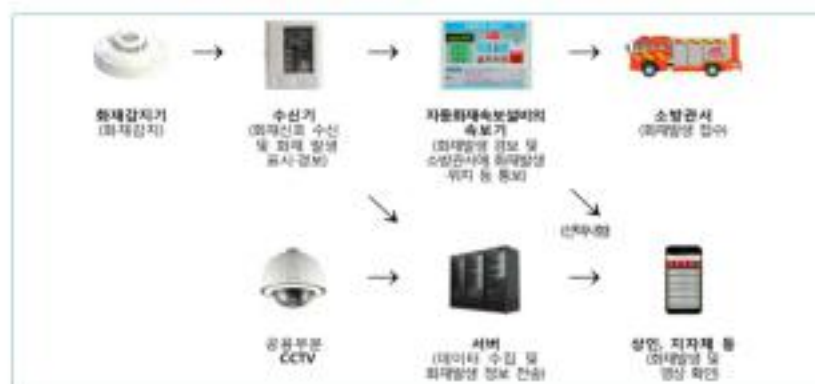 화재감지기
(화재감지)
수신기
(화재신호 수신
및 화재 발생
표시·경보)
자동화재속보설비의
속보기
(화재발생 경보 및
소방관서에 화재발생
위치 등 통보)
소방관서
(화재발생 접수)
(선택사항)
공용부분
CCTV
서버
(데이터 수집 및
화재발생 정보 전송)
상인, 지자체 등
(화재발생 및
영상 확인)